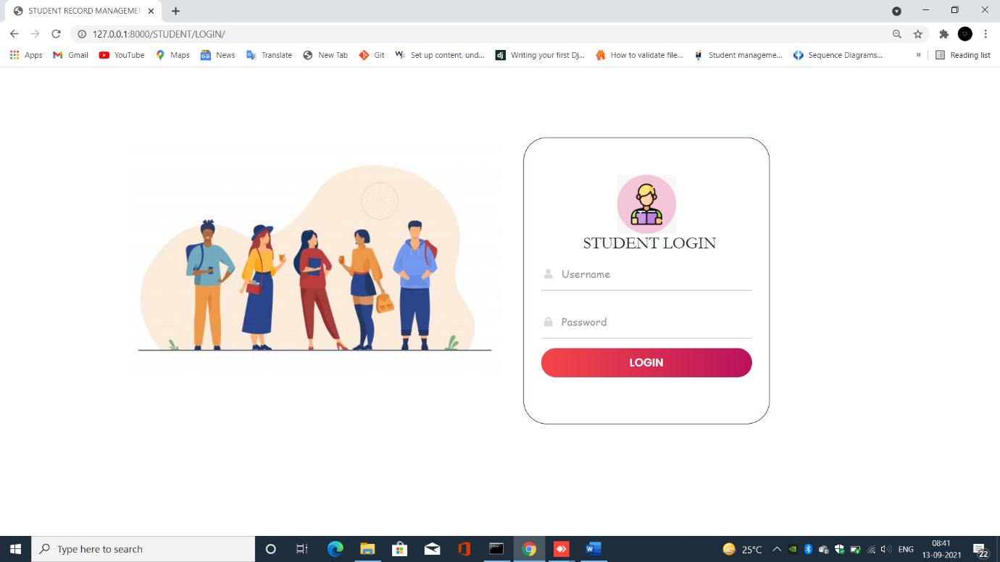 STUDENT RECORD MANAGEMEN
127.0.0.1:8000/STUDENT/LOGIN/
Apps Gmail YouTube Maps News Translate New Tab Git Set up content, und... Writing your first Dj... How to validate file... Student manageme... Sequence Diagrams... » Reading list
STUDENT LOGIN
Username
Password
LOGIN
Type here to search
25°C ENG 08:41
13-09-2021 22